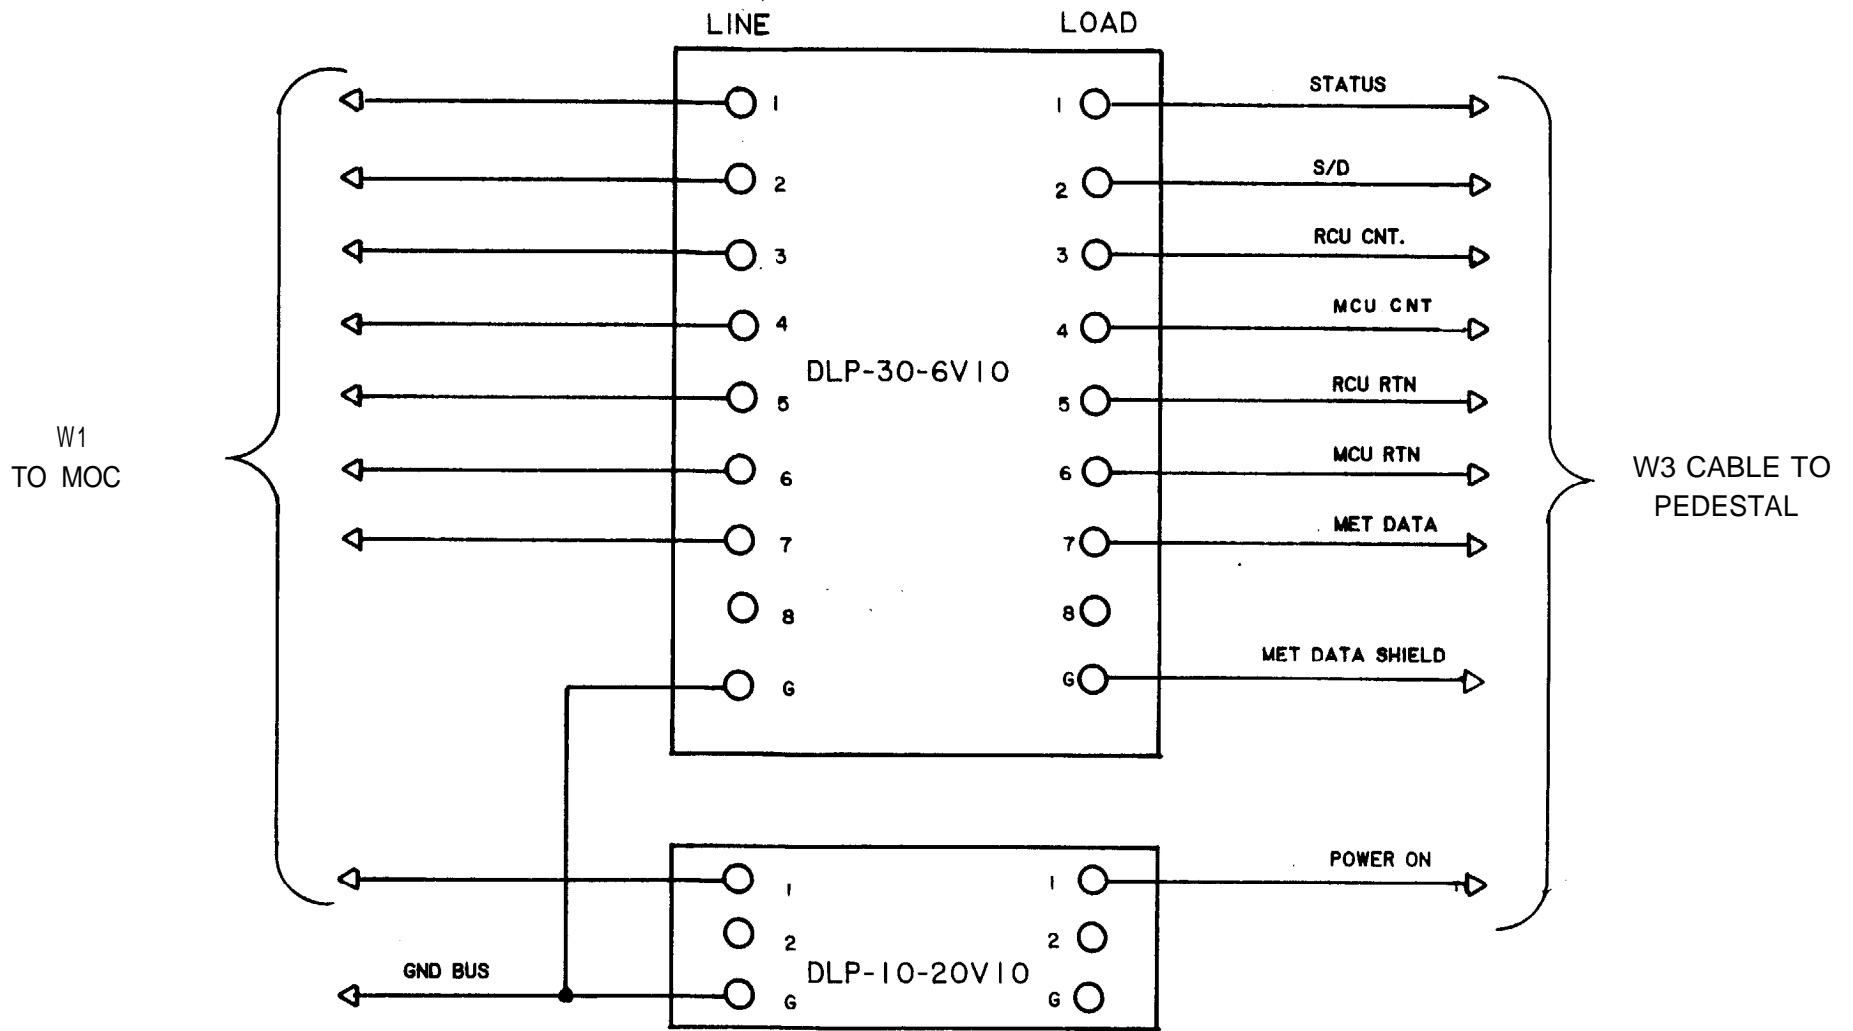 LINE LOAD
1 1 STATUS
2 2 S/D
3 3 RCU CNT.
4 4 MCU CNT
DLP-30-6V10
5 5 RCU RTN
W1
TO MOC
6 6 MCU RTN
W3 CABLE TO
PEDESTAL
7 7 MET DATA
8 8
G G MET DATA SHIELD
1 1 POWER ON
2 2
GND BUS
DLP-10-20V10
G G